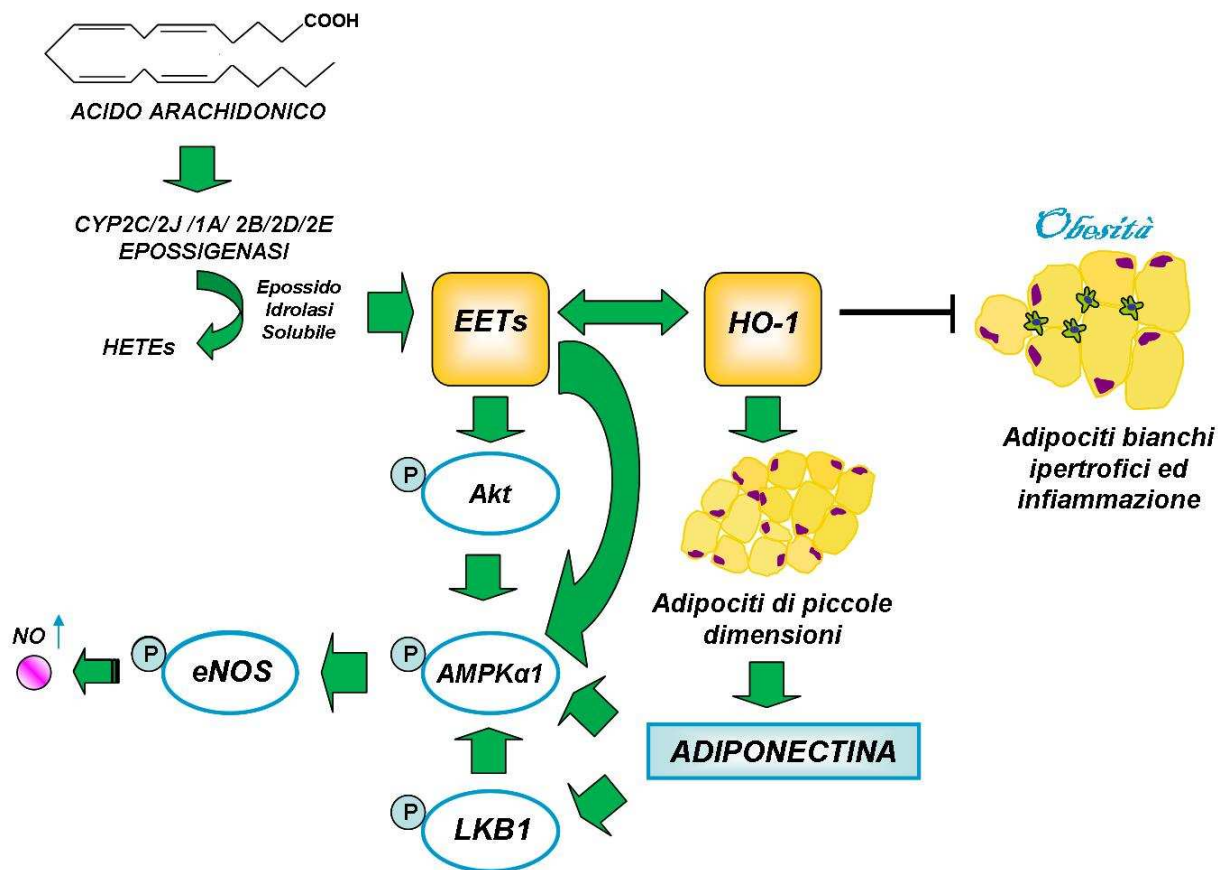 COOH
ACIDO ARACHIDONICO
CYP2C/2J /1A/ 2B/2D/2E
EPOSSIGENASI
Epossido
Idrolasi
Solubile
HETEs
EETs
HO-1
Obesità
Adipociti bianchi
ipertrofici ed
infiammazione
P
Akt
Adipociti di piccole
dimensioni
NO
P
eNOS
P
AMPKα1
ADIPONECTINA
P
LKB1